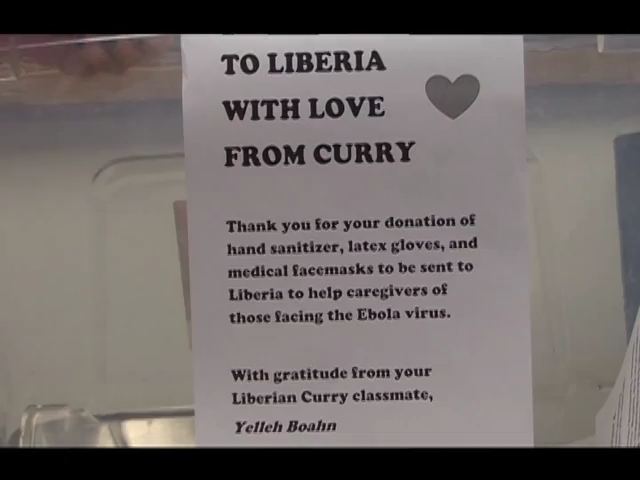 TO LIBERIA
WITH LOVE
FROM CURRY
Thank you for your donation of
hand sanitizer, latex gloves, and
medical facemasks to be sent to
Liberia to help caregivers of
those facing the Ebola virus.
With gratitude from your
Liberian Curry classmate,
Yelleh Boahn